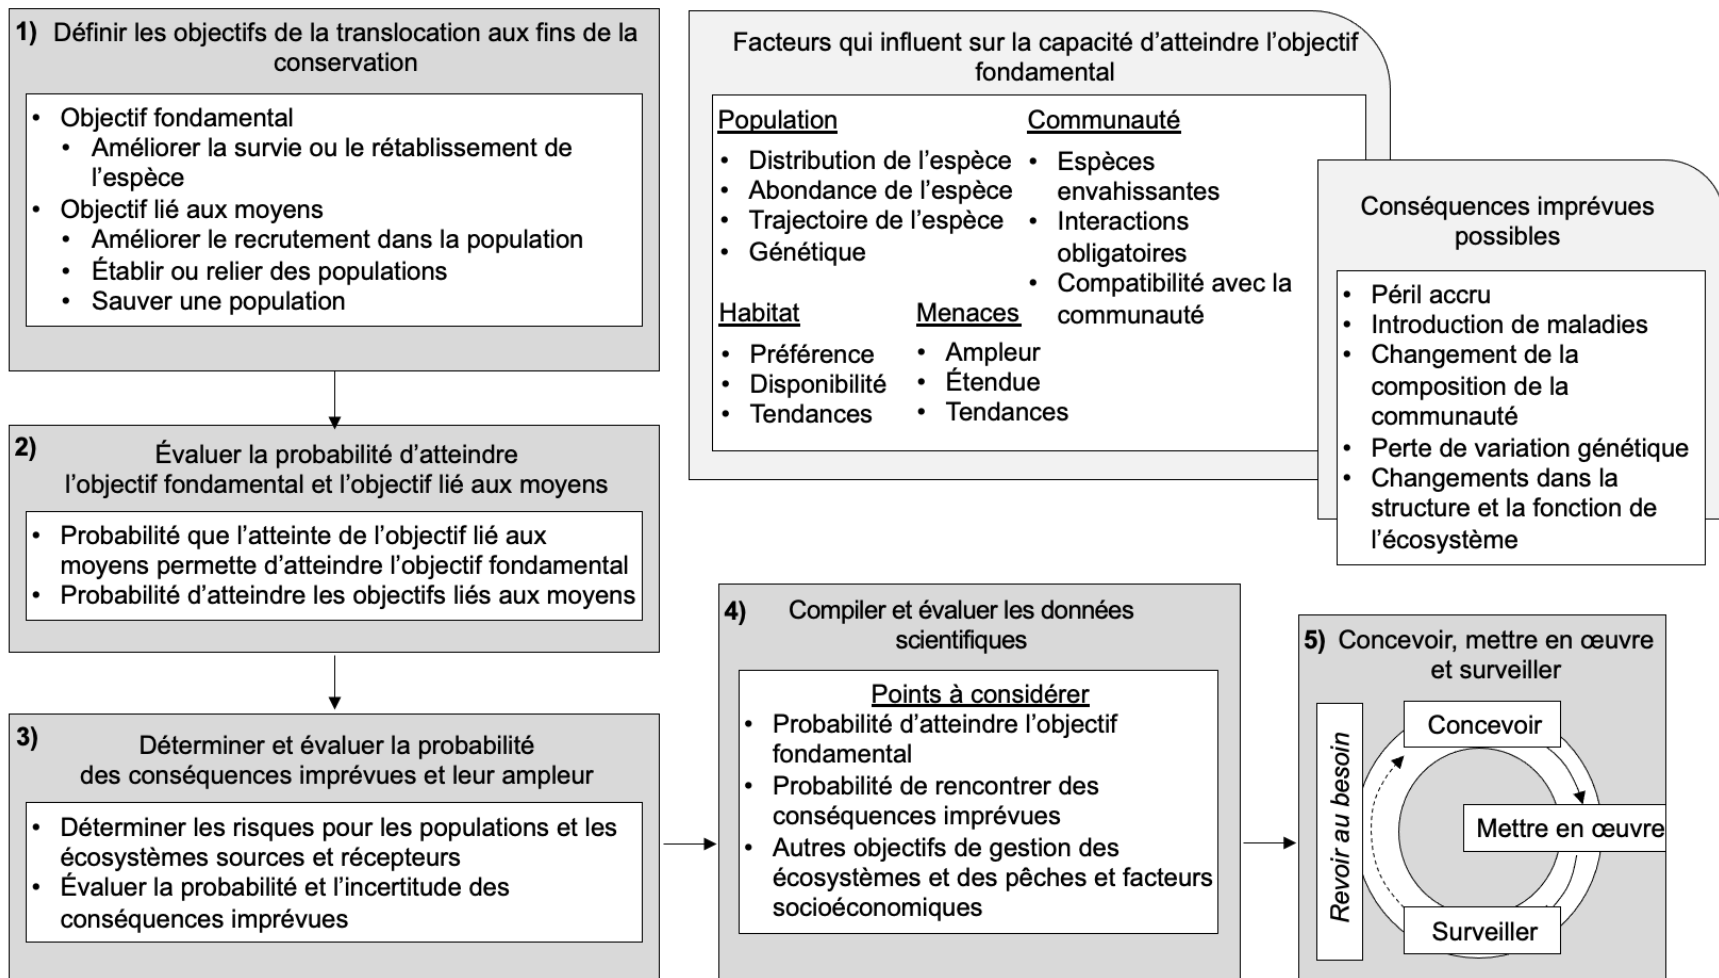 1) Définir les objectifs de la translocation aux fins de la
conservation
• Objectif fondamental
• Améliorer la survie ou le rétablissement de
l’espèce
• Objectif lié aux moyens
• Améliorer le recrutement dans la population
• Établir ou relier des populations
• Sauver une population
2) Évaluer la probabilité d’atteindre
l’objectif fondamental et l’objectif lié aux moyens
• Probabilité que l’atteinte de l’objectif lié aux
moyens permette d’atteindre l’objectif fondamental
• Probabilité d’atteindre les objectifs liés aux moyens
3) Déterminer et évaluer la probabilité
des conséquences imprévues et leur ampleur
• Déterminer les risques pour les populations et les
écosystèmes sources et récepteurs
• Évaluer la probabilité et l’incertitude des
conséquences imprévues
Facteurs qui influent sur la capacité d’atteindre l’objectif
fondamental
Population
• Distribution de l’espèce
• Abondance de l’espèce
• Trajectoire de l’espèce
• Génétique
Communauté
• Espèces
envahissantes
• Interactions
obligatoires
• Compatibilité avec la
communauté
Habitat
• Préférence
• Disponibilité
• Tendances
Menaces
• Ampleur
• Étendue
• Tendances
Conséquences imprévues
possibles
• Péril accru
• Introduction de maladies
• Changement de la
composition de la
communauté
• Perte de variation génétique
• Changements dans la
structure et la fonction de
l’écosystème
4) Compiler et évaluer les données
scientifiques
Points à considérer
• Probabilité d’atteindre l’objectif
fondamental
• Probabilité de rencontrer des
conséquences imprévues
• Autres objectifs de gestion des
écosystèmes et des pêches et facteurs
socioéconomiques
5) Concevoir, mettre en œuvre
et surveiller
Revoir au besoin
Concevoir
Mettre en œuvre
Surveiller